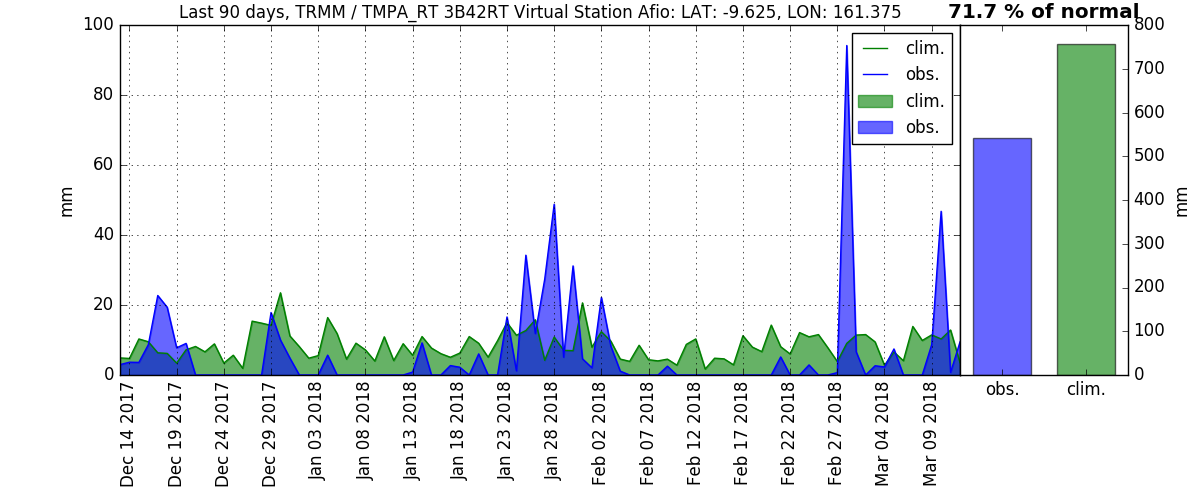 Last 90 days, TRMM / TMPA_RT 3B42RT Virtual Station Afio: LAT: -9.625, LON: 161.375
71.7 % of normal
100
80
60
40
20
0
mm
clim.
obs.
clim.
obs.
800
700
600
500
400
300
200
100
0
mm
Dec 14 2017
Dec 19 2017
Dec 24 2017
Dec 29 2017
Jan 03 2018
Jan 08 2018
Jan 13 2018
Jan 18 2018
Jan 23 2018
Jan 28 2018
Feb 02 2018
Feb 07 2018
Feb 12 2018
Feb 17 2018
Feb 22 2018
Feb 27 2018
Mar 04 2018
Mar 09 2018
obs.
clim.